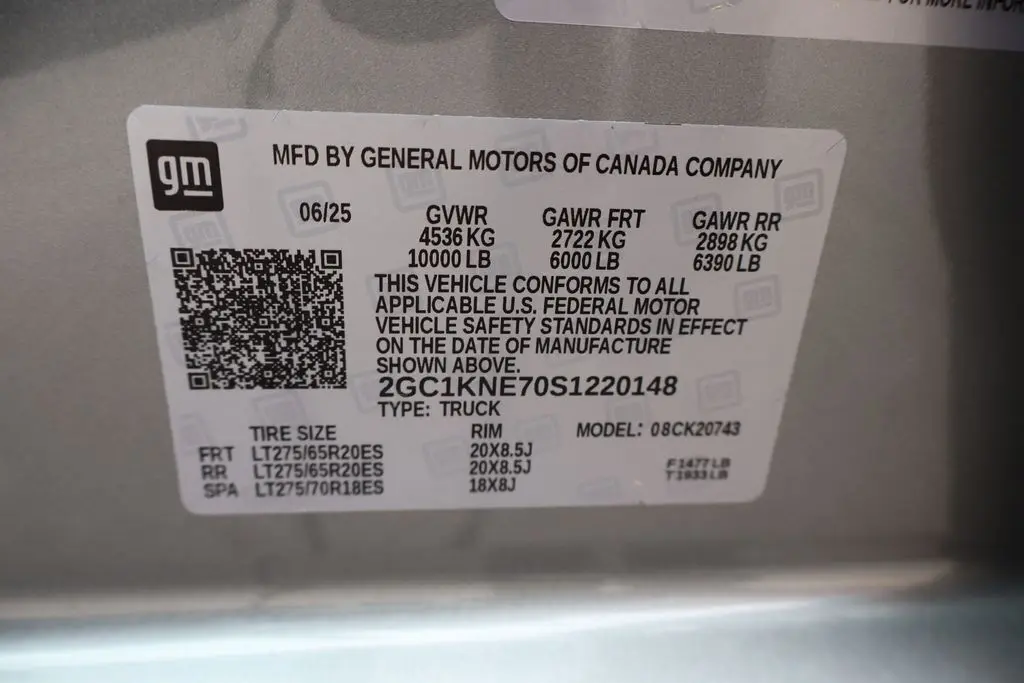 FOR MORE INFOR
gm
MFD BY GENERAL MOTORS OF CANADA COMPANY
06/25 GVWR GAWR FRT GAWR RR
4536 KG 2722 KG 2898 KG
10000 LB 6000 LB 6390 LB
THIS VEHICLE CONFORMS TO ALL
APPLICABLE U.S. FEDERAL MOTOR
VEHICLE SAFETY STANDARDS IN EFFECT
ON THE DATE OF MANUFACTURE
SHOWN ABOVE.
2GC1KNE70S1220148
TYPE: TRUCK
TIRE SIZE RIM MODEL: 08CK20743
FRT LT275/65R20ES 20X8.5J
RR LT275/65R20ES 20X8.5J F1477 LB
SPA LT275/70R18ES 18X8J T1933 LB